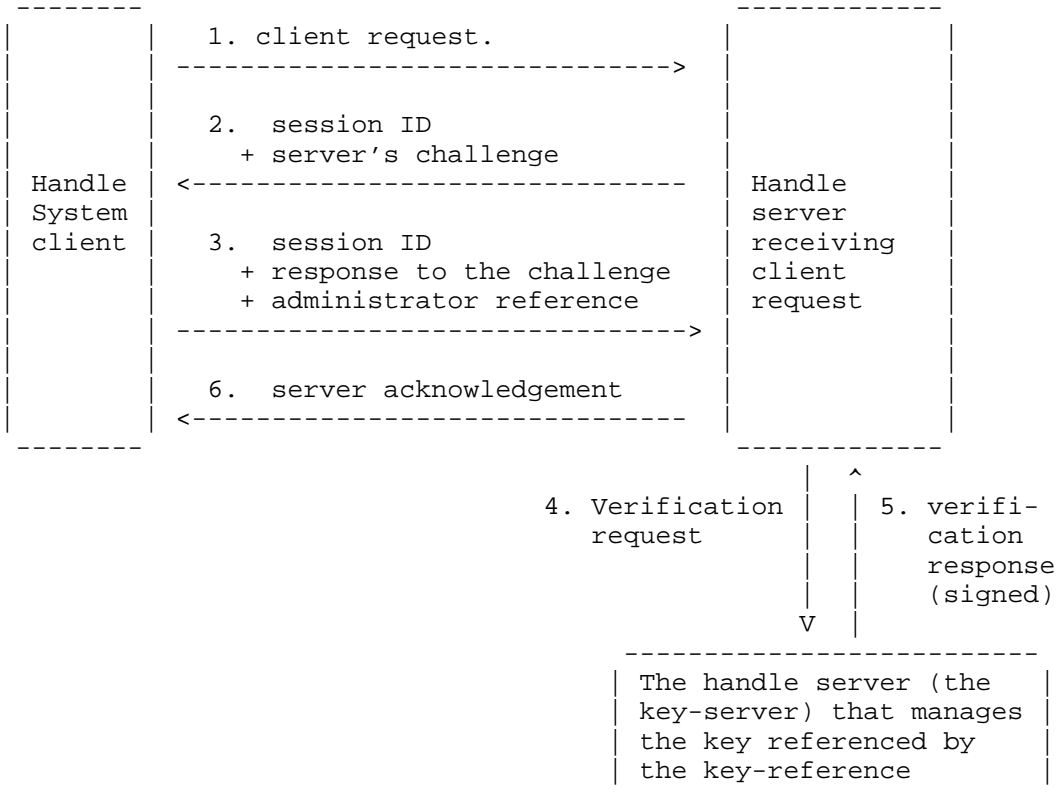 1. client request.
2. session ID
+ server's challenge
Handle
System
client
Handle
server
receiving
client
request
3. session ID
+ response to the challenge
+ administrator reference
6. server acknowledgement
4. Verification
request
5. verifi-
cation
response
(signed)
The handle server (the
key-server) that manages
the key referenced by
the key-reference